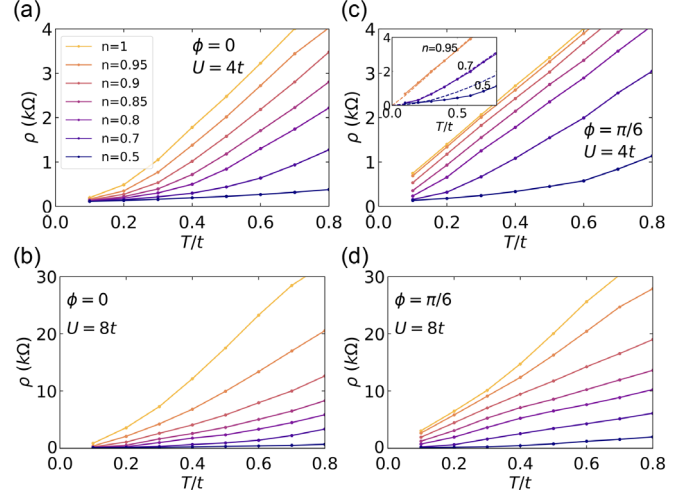 (a)
4
3
2
1
0
ρ (kΩ)
n=1
n=0.95
n=0.9
n=0.85
n=0.8
n=0.7
n=0.5
ϕ = 0
U = 4t
0.0 0.2 0.4 0.6 0.8
T/t
(c)
4
3
2
1
0
ρ (kΩ)
4
2
0
n=0.95
0.7
0.5
0.5
T/t
ϕ = π/6
U = 4t
0.0 0.2 0.4 0.6 0.8
T/t
(b)
30
20
10
0
ρ (kΩ)
ϕ = 0
U = 8t
0.0 0.2 0.4 0.6 0.8
T/t
(d)
30
20
10
0
ρ (kΩ)
ϕ = π/6
U = 8t
0.0 0.2 0.4 0.6 0.8
T/t